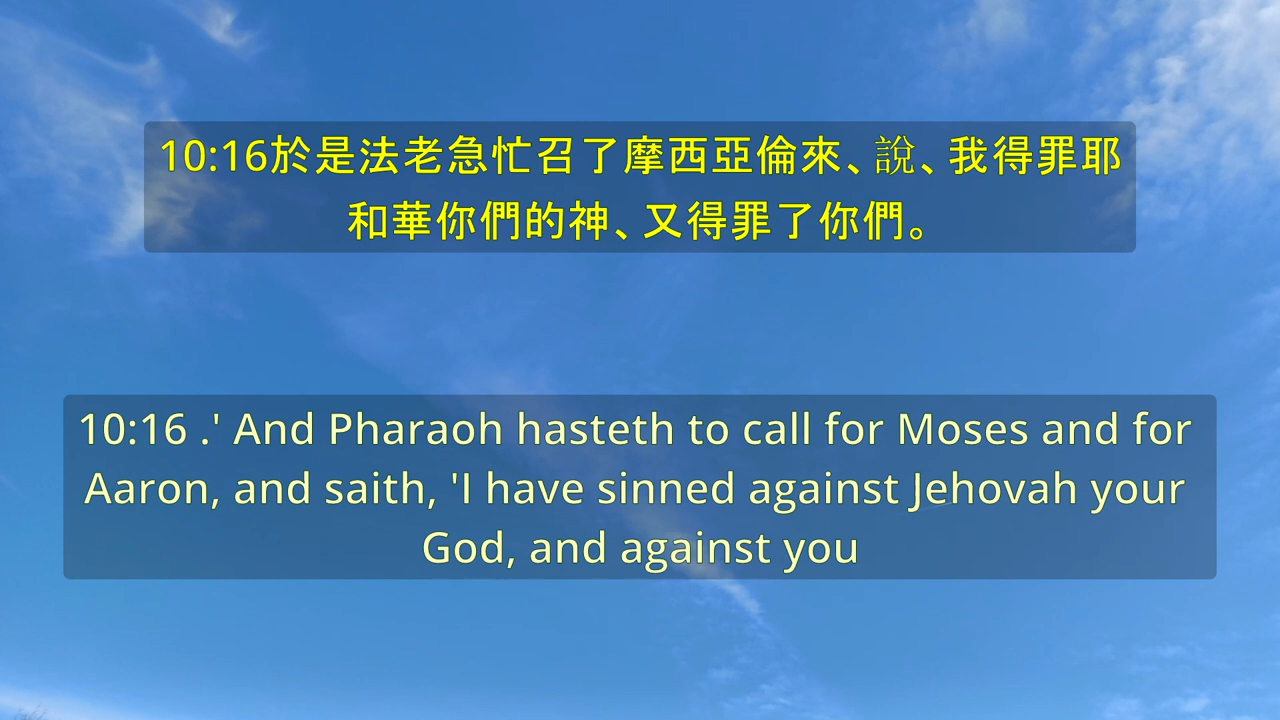 10:16於是法老急忙召了摩西亞倫來、說、我得罪耶
和華你們的神、又得罪了你們。
10:16 .' And Pharaoh hasteth to call for Moses and for
Aaron, and saith, 'I have sinned against Jehovah your
God, and against you